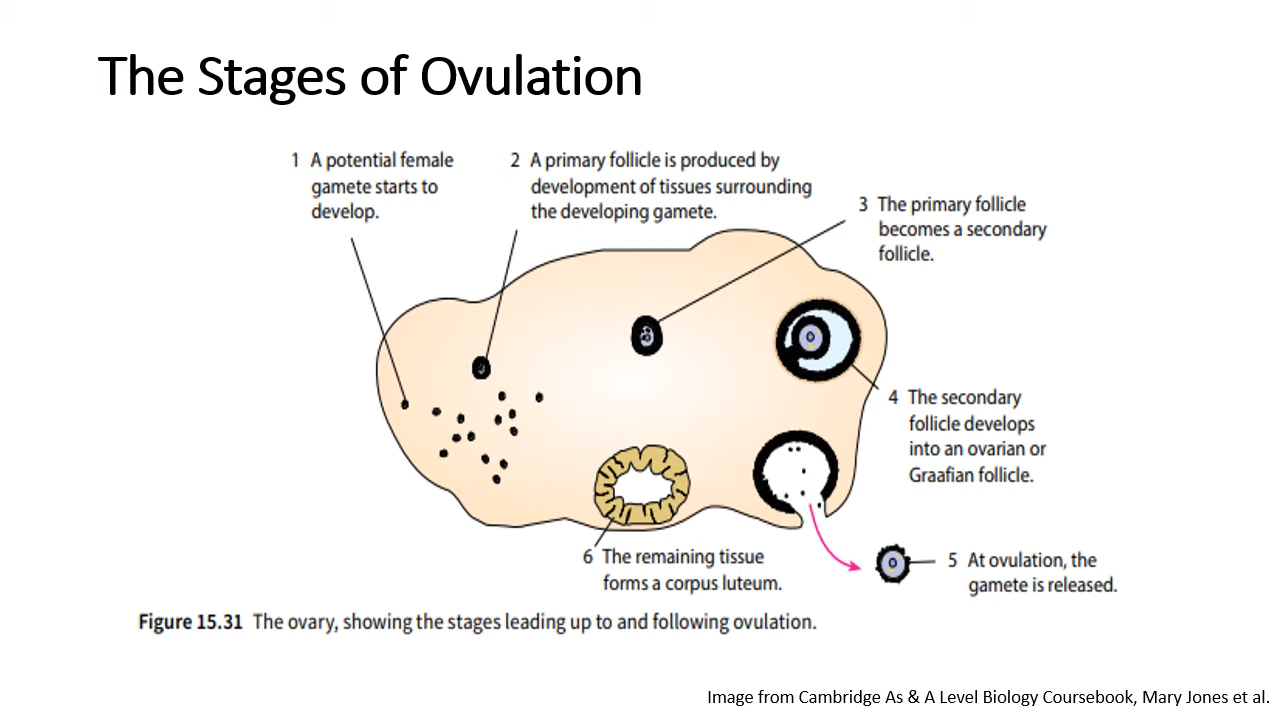 The Stages of Ovulation
1 A potential female
gamete starts to
develop.
2 A primary follicle is produced by
development of tissues surrounding
the developing gamete.
3 The primary follicle
becomes a secondary
follicle.
4 The secondary
follicle develops
into an ovarian or
Graafian follicle.
5 At ovulation, the
gamete is released.
6 The remaining tissue
forms a corpus luteum.
Figure 15.31 The ovary, showing the stages leading up to and following ovulation.
Image from Cambridge As & A Level Biology Coursebook, Mary Jones et al.